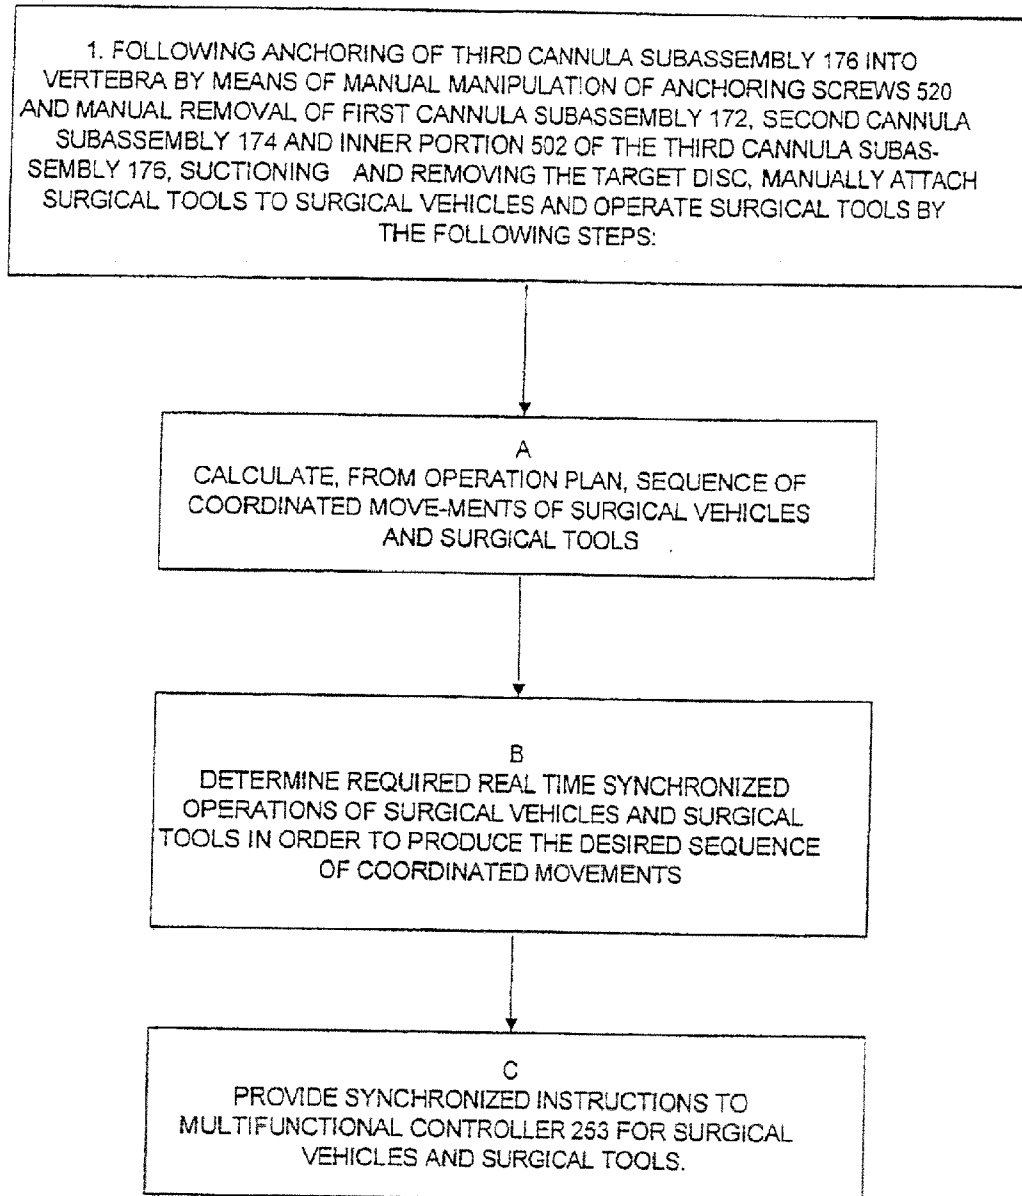 1. FOLLOWING ANCHORING OF THIRD CANNULA SUBASSEMBLY 176 INTO
VERTEBRA BY MEANS OF MANUAL MANIPULATION OF ANCHORING SCREWS 520
AND MANUAL REMOVAL OF FIRST CANNULA SUBASSEMBLY 172, SECOND CANNULA
SUBASSEMBLY 174 AND INNER PORTION 502 OF THE THIRD CANNULA SUBAS-
SEMBLY 176, SUCTIONING AND REMOVING THE TARGET DISC, MANUALLY ATTACH
SURGICAL TOOLS TO SURGICAL VEHICLES AND OPERATE SURGICAL TOOLS BY
THE FOLLOWING STEPS:
A
CALCULATE, FROM OPERATION PLAN, SEQUENCE OF
COORDINATED MOVE-MENTS OF SURGICAL VEHICLES
AND SURGICAL TOOLS
B
DETERMINE REQUIRED REAL TIME SYNCHRONIZED
OPERATIONS OF SURGICAL VEHICLES AND SURGICAL
TOOLS IN ORDER TO PRODUCE THE DESIRED SEQUENCE
OF COORDINATED MOVEMENTS
C
PROVIDE SYNCHRONIZED INSTRUCTIONS TO
MULTIFUNCTIONAL CONTROLLER 253 FOR SURGICAL
VEHICLES AND SURGICAL TOOLS.